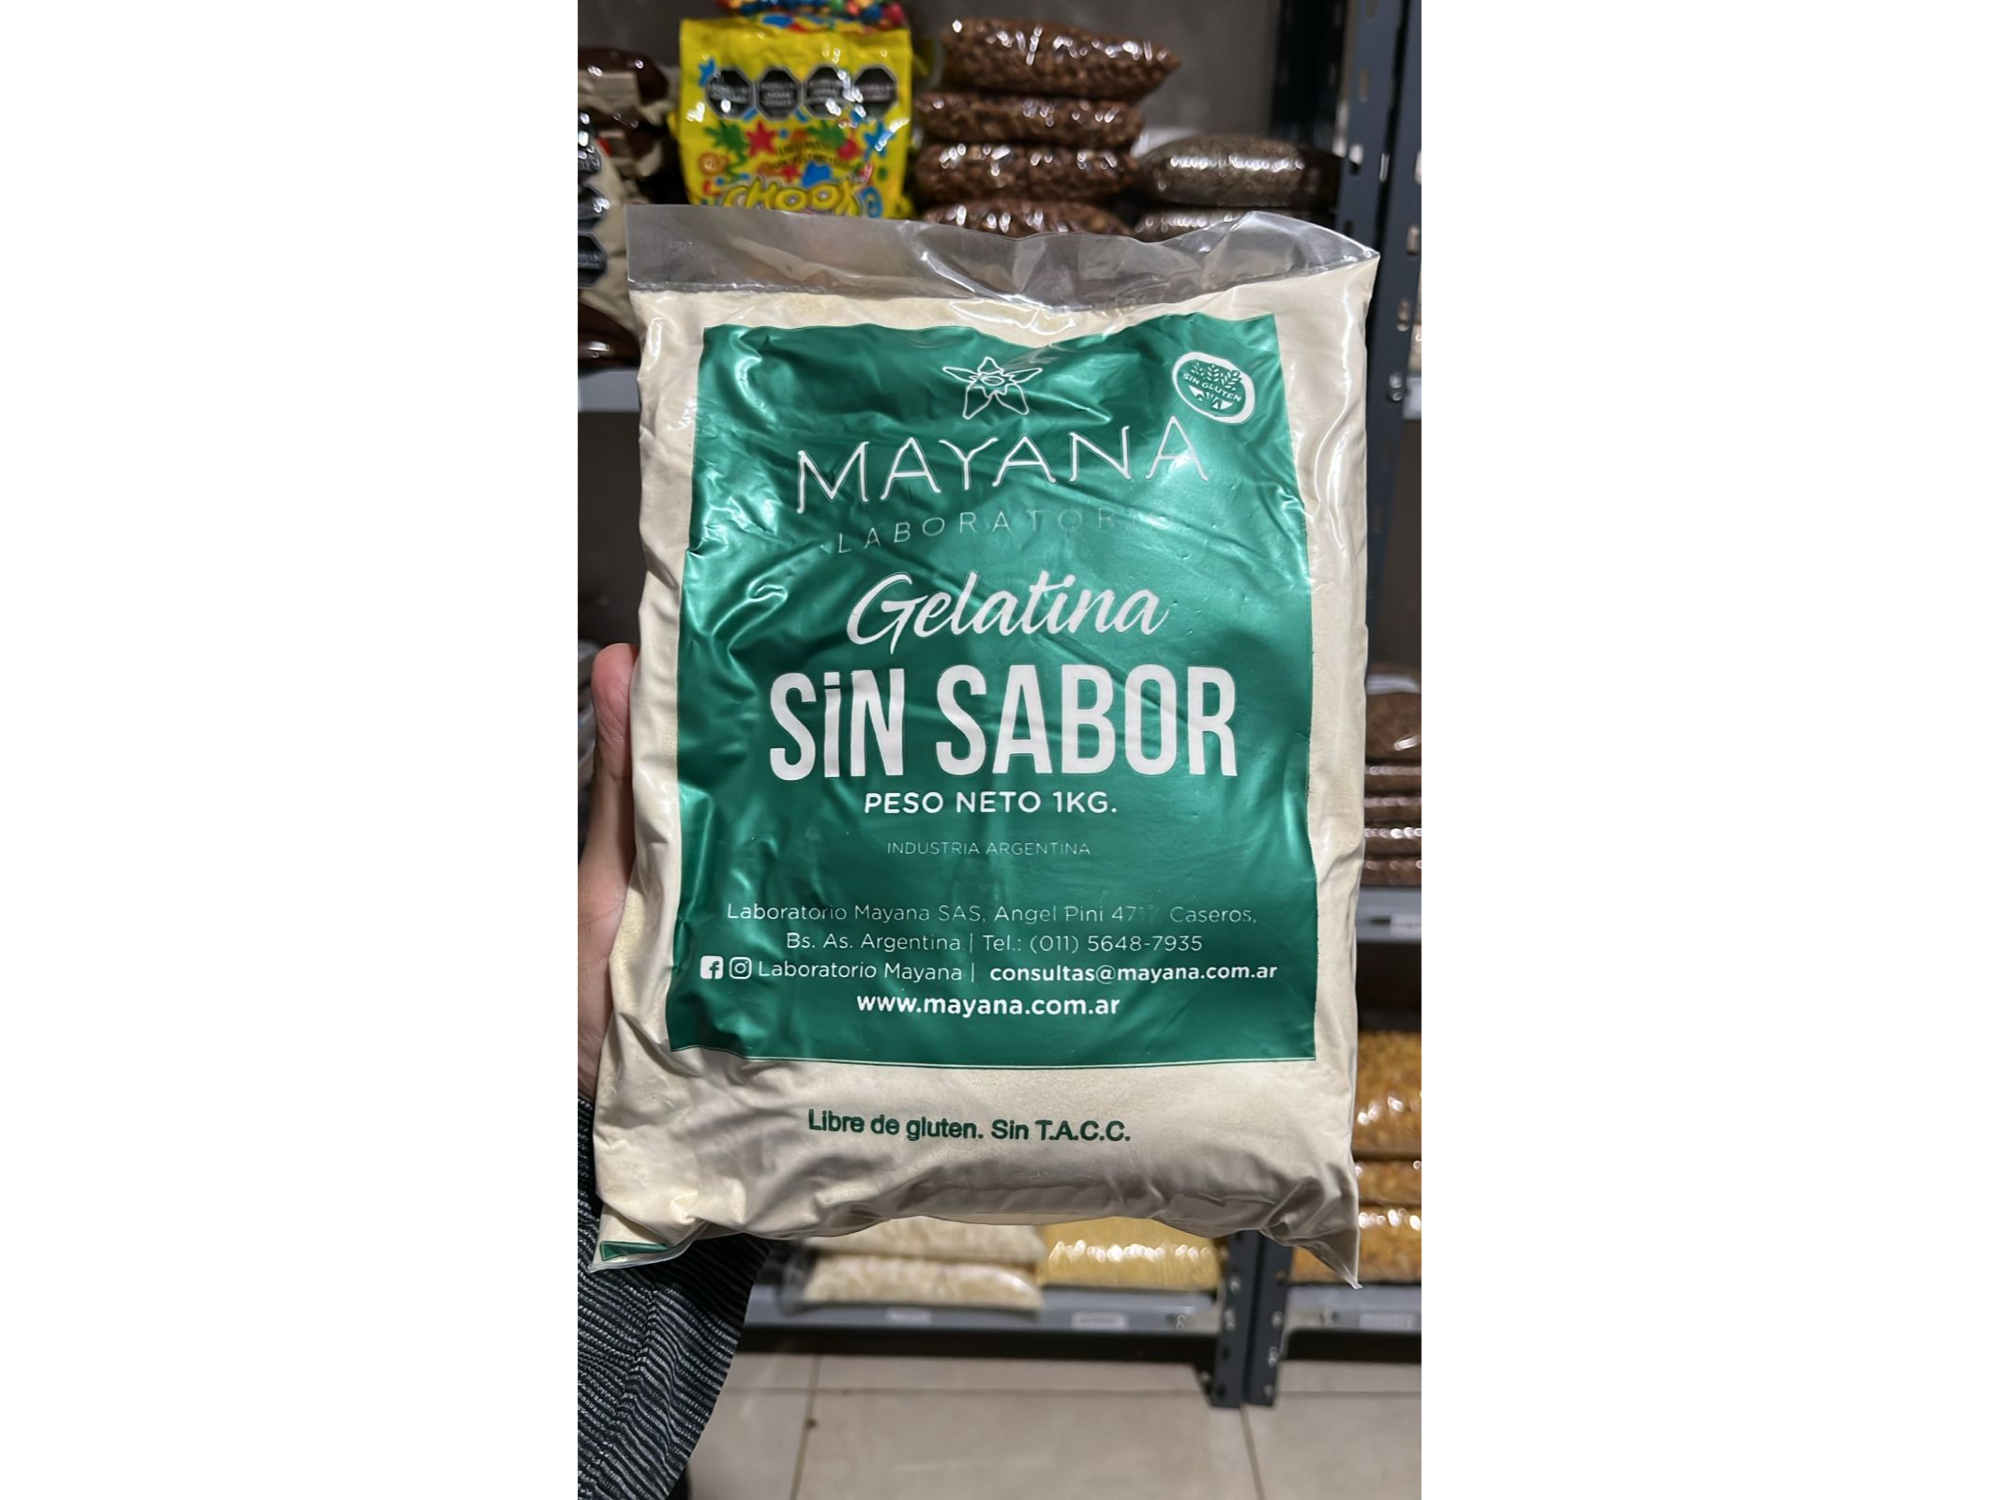 CHOOX
SIN GLUTEN
MAYANA
LABORATORIO
Gelatina
SiN SABOR
PESO NETO 1KG.
INDUSTRIA ARGENTINA
Laboratorio Mayana SAS, Angel Pini Caseros,
Bs. As. Argentina | Tel.: (011) 5648-7935
Laboratorio Mayana | consultas@mayana.com.ar
www.mayana.com.ar
Libre de gluten. Sin T.A.C.C.